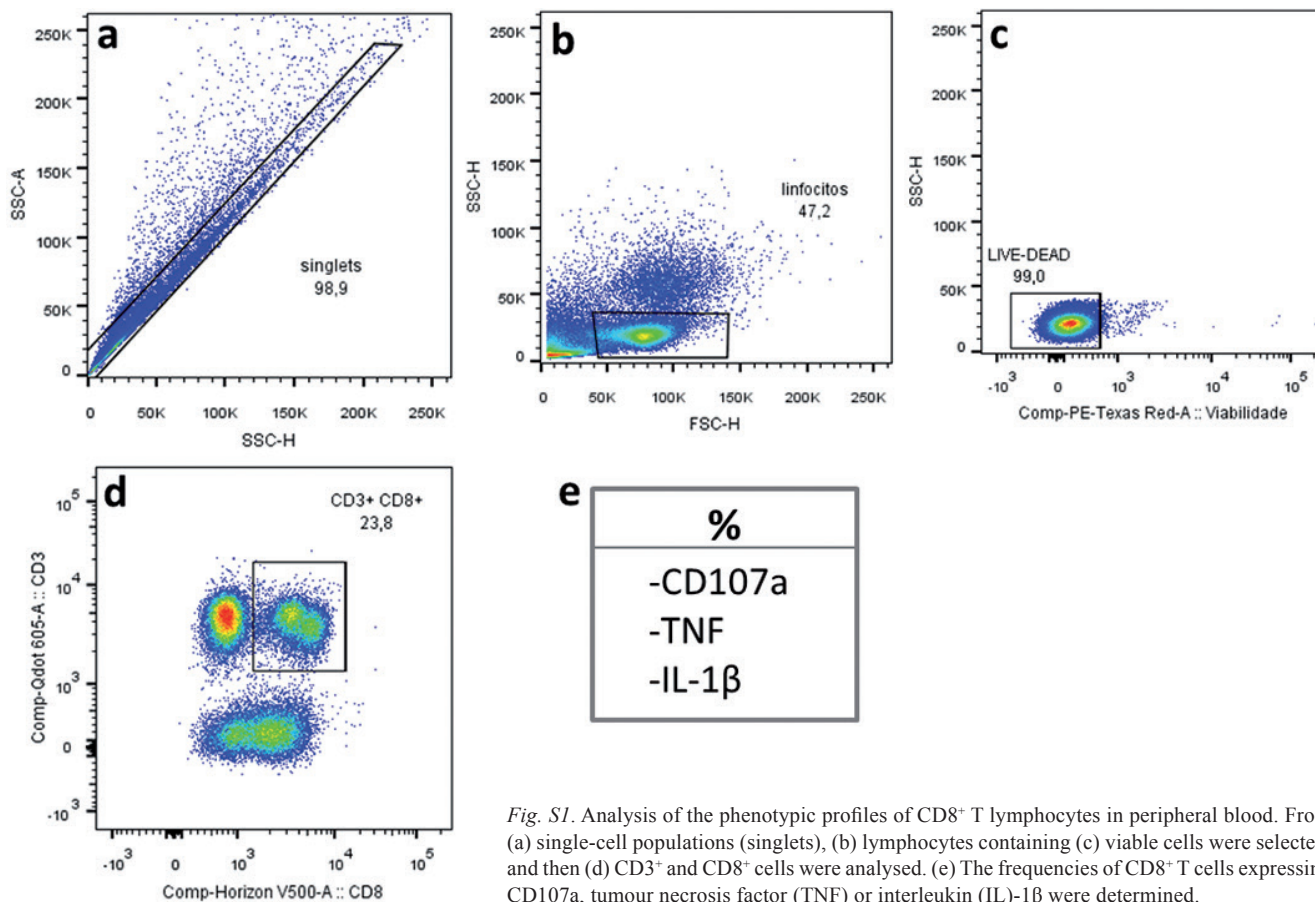 a
250K
200K
150K
100K
50K
0
SSC-A
0 50K 100K 150K 200K 250K
SSC-H
singlets
98,9
b
250K
200K
150K
100K
50K
0
SSC-H
0 50K 100K 150K 200K 250K
FSC-H
linfocitos
47,2
c
250K
200K
150K
100K
50K
0
SSC-H
-10³ 0 10³ 10⁴ 10⁵
Comp-PE-Texas Red-A :: Viabilidade
LIVE-DEAD
99,0
d
10⁵
10⁴
10³
0
-10³
Comp-Qdot 605-A :: CD3
-10³ 0 10³ 10⁴ 10⁵
Comp-Horizon V500-A :: CD8
CD3+ CD8+
23,8
e
%
-CD107a
-TNF
-IL-1β
Fig. S1. Analysis of the phenotypic profiles of CD8⁺ T lymphocytes in peripheral blood. Fro
(a) single-cell populations (singlets), (b) lymphocytes containing (c) viable cells were selecte
and then (d) CD3⁺ and CD8⁺ cells were analysed. (e) The frequencies of CD8⁺ T cells expressin
CD107a, tumour necrosis factor (TNF) or interleukin (IL)-1β were determined.